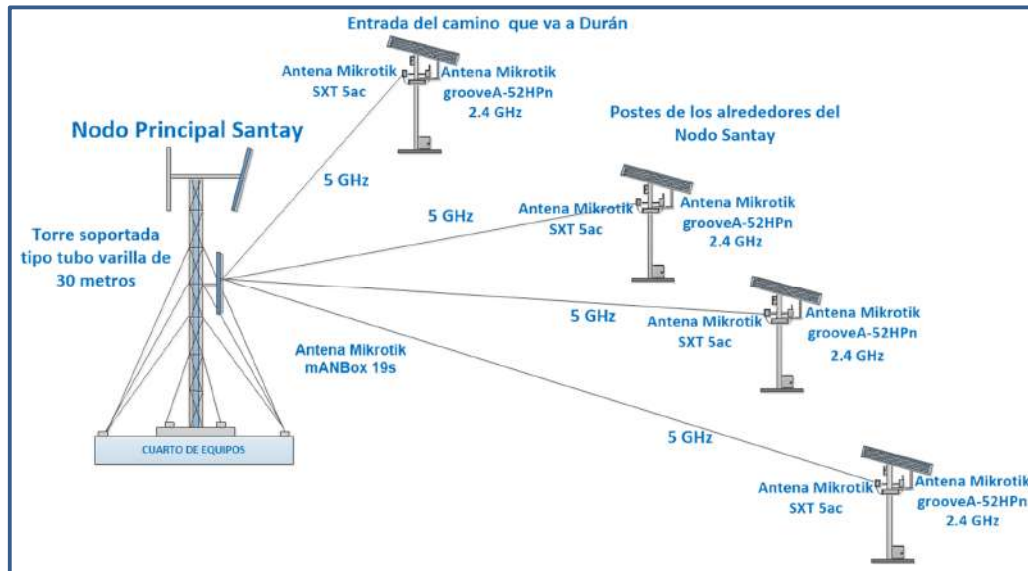 Entrada del camino que va a Durán
Antena Mikrotik
SXT 5ac
Antena Mikrotik
grooveA-52HPn
2.4 GHz
Nodo Principal Santay
Postes de los alrededores del
Nodo Santay
5 GHz
5 GHz
Antena Mikrotik
SXT 5ac
Antena Mikrotik
grooveA-52HPn
2.4 GHz
Torre soportada
tipo tubo varilla de
30 metros
5 GHz
Antena Mikrotik
SXT 5ac
Antena Mikrotik
grooveA-52HPn
2.4 GHz
Antena Mikrotik
mANBox 19s
5 GHz
CUARTO DE EQUIPOS
Antena Mikrotik
SXT 5ac
Antena Mikrotik
grooveA-52HPn
2.4 GHz